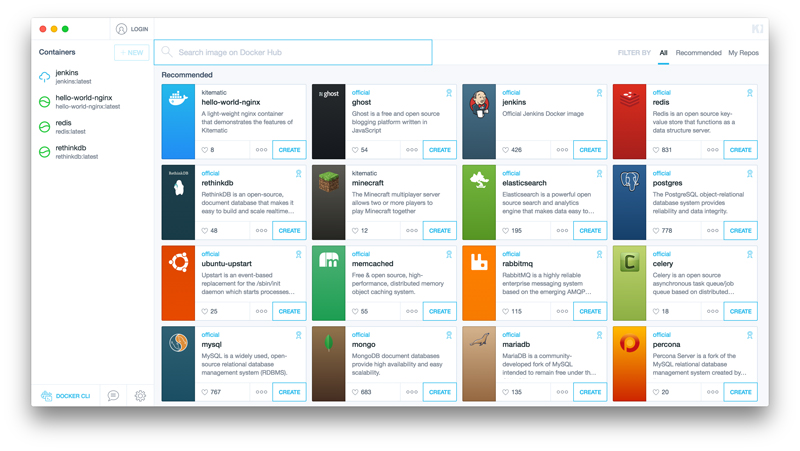 LOGIN
Containers
+ NEW
jenkins
jenkins:latest
hello-world-nginx
hello-world-nginx:latest
redis
redis:latest
rethinkdb
rethinkdb:latest
DOCKER CLI
Search image on Docker Hub
FILTER BY All Recommended My Repos
Recommended
kitematic
hello-world-nginx
A light-weight nginx container
that demonstrates the features of
Kitematic
8
CREATE
ghost
official
ghost
Ghost is a free and open source
blogging platform written in
JavaScript
54
CREATE
official
jenkins
Official Jenkins Docker image
426
CREATE
official
redis
Redis is an open source key-
value store that functions as a
data structure server.
831
CREATE
RethinkDB
official
rethinkdb
RethinkDB is an open-source,
document database that makes it
easy to build and scale realtime...
48
CREATE
kitematic
minecraft
The Minecraft multiplayer server
allows two or more players to
play Minecraft together
12
CREATE
official
elasticsearch
Elasticsearch is a powerful open
source search and analytics
engine that makes data easy to...
195
CREATE
official
postgres
The PostgreSQL object-relational
database system provides
reliability and data integrity.
778
CREATE
official
ubuntu-upstart
Upstart is an event-based
replacement for the /sbin/init
daemon which starts processes...
25
CREATE
official
memcached
Free & open source, high-
performance, distributed memory
object caching system.
55
CREATE
official
rabbitmq
RabbitMQ is a highly reliable
enterprise messaging system
based on the emerging AMQP...
115
CREATE
official
celery
Celery is an open source
asynchronous task queue/job
queue based on distributed...
18
CREATE
official
mysql
MySQL is a widely used, open-
source relational database
management system (RDBMS).
767
CREATE
official
mongo
MongoDB document databases
provide high availability and easy
scalability.
683
CREATE
official
mariadb
MariaDB is a community-
developed fork of MySQL
intended to remain free under th...
135
CREATE
official
percona
Percona Server is a fork of the
MySQL relational database
management system created by...
20
CREATE